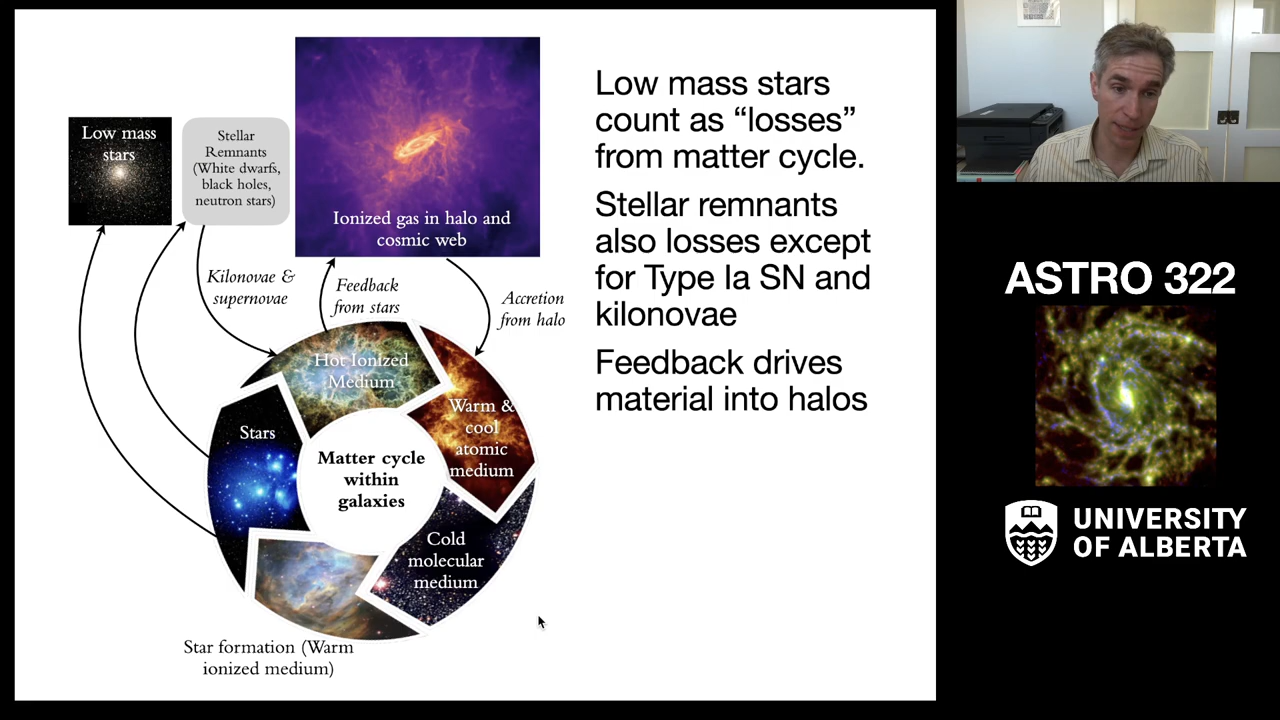 Low mass
stars
Stellar
Remnants
(White dwarfs,
black holes,
neutron stars)
Ionized gas in halo and
cosmic web
Kilonovae &
supernovae
Feedback
from stars
Accretion
from halo
Hot Ionized
Medium
Warm &
cool
atomic
medium
Stars
Matter cycle
within
galaxies
Cold
molecular
medium
Star formation (Warm
ionized medium)
Low mass stars
count as “losses”
from matter cycle.
Stellar remnants
also losses except
for Type Ia SN and
kilonovae
Feedback drives
material into halos
ASTRO 322
UNIVERSITY
OF ALBERTA